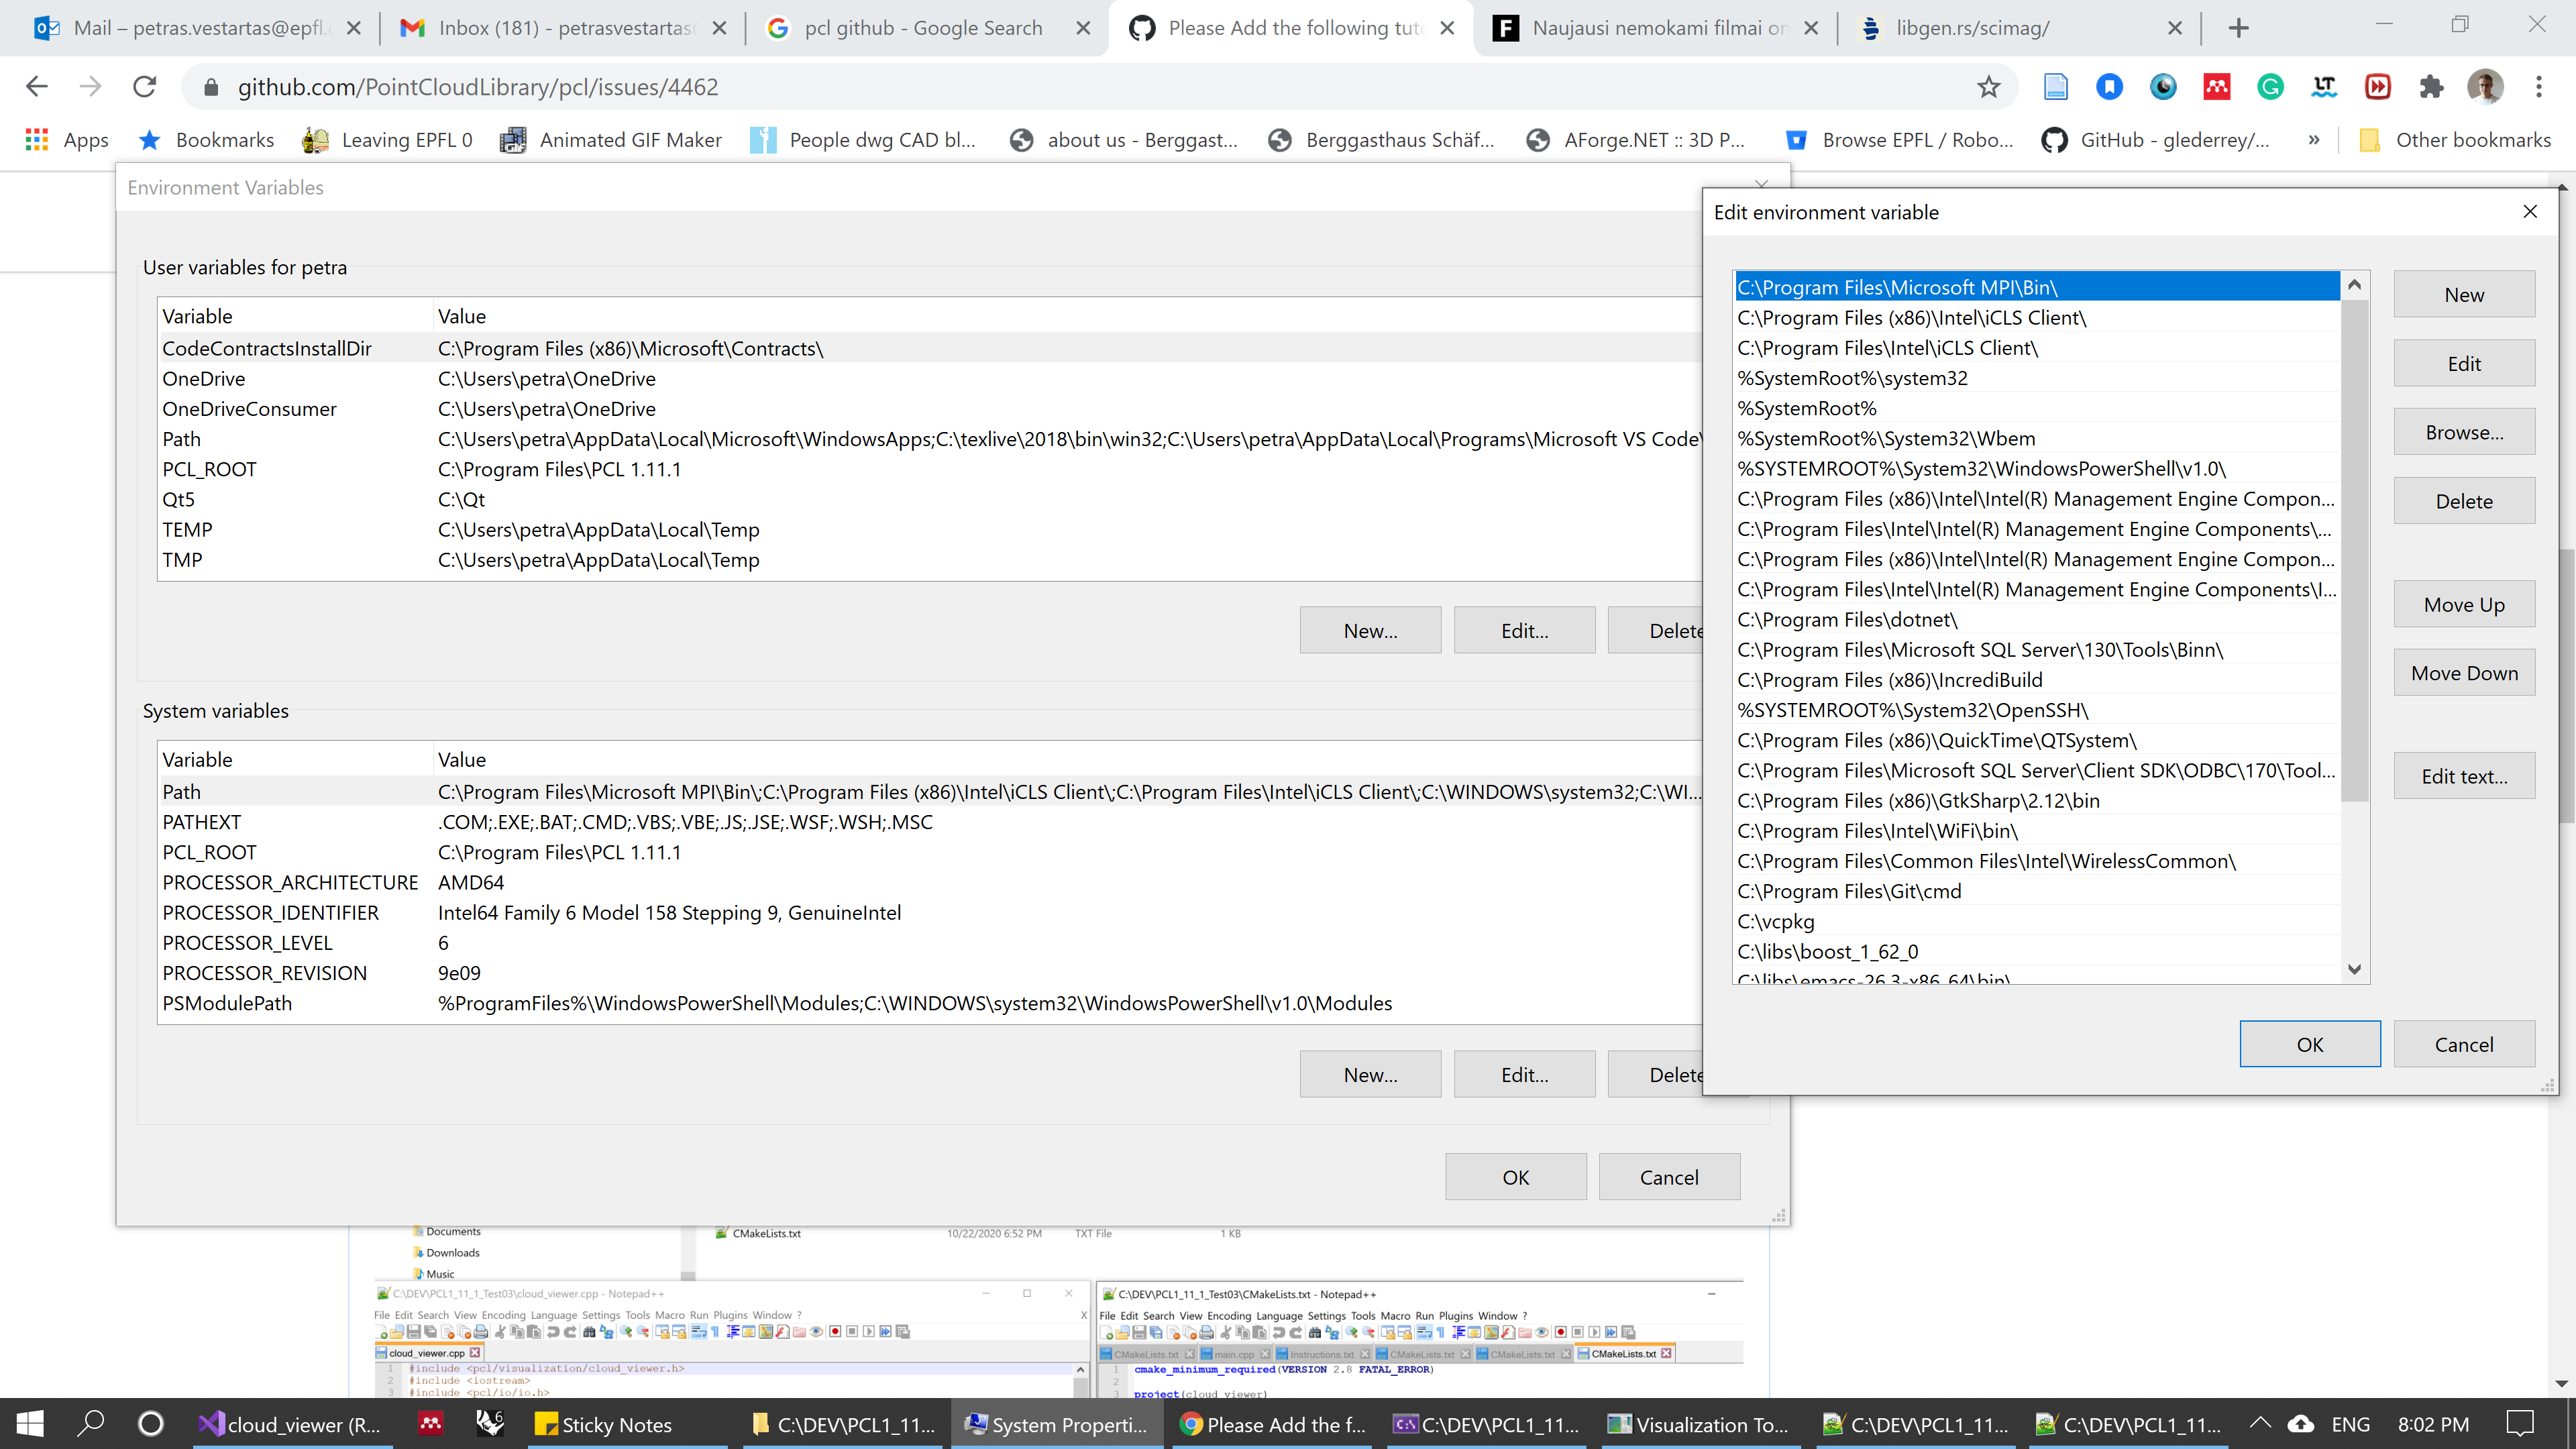 Mail – petras.vestartas@epfl.c
Inbox (181) - petrasvestartas
pcl github - Google Search
Please Add the following tuto
Naujausi nemokami filmai on
libgen.rs/scimag/
github.com/PointCloudLibrary/pcl/issues/4462
Apps Bookmarks Leaving EPFL 0 Animated GIF Maker People dwg CAD bl... about us - Berggast... Berggasthaus Schäf... AForge.NET :: 3D P... Browse EPFL / Robo... GitHub - glederrey/... » Other bookmarks
Environment Variables
User variables for petra
Variable Value
CodeContractsInstallDir C:\Program Files (x86)\Microsoft\Contracts\
OneDrive C:\Users\petra\OneDrive
OneDriveConsumer C:\Users\petra\OneDrive
Path C:\Users\petra\AppData\Local\Microsoft\WindowsApps;C:\texlive\2018\bin\win32;C:\Users\petra\AppData\Local\Programs\Microsoft VS Code\
PCL_ROOT C:\Program Files\PCL 1.11.1
Qt5 C:\Qt
TEMP C:\Users\petra\AppData\Local\Temp
TMP C:\Users\petra\AppData\Local\Temp
New... Edit... Delete
System variables
Variable Value
Path C:\Program Files\Microsoft MPI\Bin\;C:\Program Files (x86)\Intel\iCLS Client\;C:\Program Files\Intel\iCLS Client\;C:\WINDOWS\system32;C:\WI...
PATHEXT .COM;.EXE;.BAT;.CMD;.VBS;.VBE;.JS;.JSE;.WSF;.WSH;.MSC
PCL_ROOT C:\Program Files\PCL 1.11.1
PROCESSOR_ARCHITECTURE AMD64
PROCESSOR_IDENTIFIER Intel64 Family 6 Model 158 Stepping 9, GenuineIntel
PROCESSOR_LEVEL 6
PROCESSOR_REVISION 9e09
PSModulePath %ProgramFiles%\WindowsPowerShell\Modules;C:\WINDOWS\system32\WindowsPowerShell\v1.0\Modules
New... Edit... Delete
OK Cancel
Edit environment variable
C:\Program Files\Microsoft MPI\Bin\
C:\Program Files (x86)\Intel\iCLS Client\
C:\Program Files\Intel\iCLS Client\
%SystemRoot%\system32
%SystemRoot%
%SystemRoot%\System32\Wbem
%SYSTEMROOT%\System32\WindowsPowerShell\v1.0\
C:\Program Files (x86)\Intel\Intel(R) Management Engine Compon...
C:\Program Files\Intel\Intel(R) Management Engine Components\...
C:\Program Files (x86)\Intel\Intel(R) Management Engine Compon...
C:\Program Files\Intel\Intel(R) Management Engine Components\I...
C:\Program Files\dotnet\
C:\Program Files\Microsoft SQL Server\130\Tools\Binn\
C:\Program Files (x86)\IncrediBuild
%SYSTEMROOT%\System32\OpenSSH\
C:\Program Files (x86)\QuickTime\QTSystem\
C:\Program Files\Microsoft SQL Server\Client SDK\ODBC\170\Tool...
C:\Program Files (x86)\GtkSharp\2.12\bin
C:\Program Files\Intel\WiFi\bin\
C:\Program Files\Common Files\Intel\WirelessCommon\
C:\Program Files\Git\cmd
C:\vcpkg
C:\libs\boost_1_62_0
C:\libs\emacs-26.3-x86_64\bin\
New
Edit
Browse...
Delete
Move Up
Move Down
Edit text...
OK Cancel
Documents
Downloads
Music
CMakeLists.txt 10/22/2020 6:52 PM TXT File 1 KB
C:\DEV\PCL1_11_1_Test03\cloud_viewer.cpp - Notepad++
File Edit Search View Encoding Language Settings Tools Macro Run Plugins Window ? X
cloud_viewer.cpp
1 #include <pcl/visualization/cloud_viewer.h>
2 #include <iostream>
3 #include <pcl/io/io.h>
C:\DEV\PCL1_11_1_Test03\CMakeLists.txt - Notepad++
File Edit Search View Encoding Language Settings Tools Macro Run Plugins Window ?
CMakeLists.txt main.cpp Instructions.txt CMakeLists.txt CMakeLists.txt CMakeLists.txt
1 cmake_minimum_required(VERSION 2.8 FATAL_ERROR)
2
3 project(cloud_viewer)
cloud_viewer (R... Sticky Notes C:\DEV\PCL1_11... System Properti... Please Add the f... C:\DEV\PCL1_11... Visualization To... C:\DEV\PCL1_11... C:\DEV\PCL1_11... ENG 8:02 PM